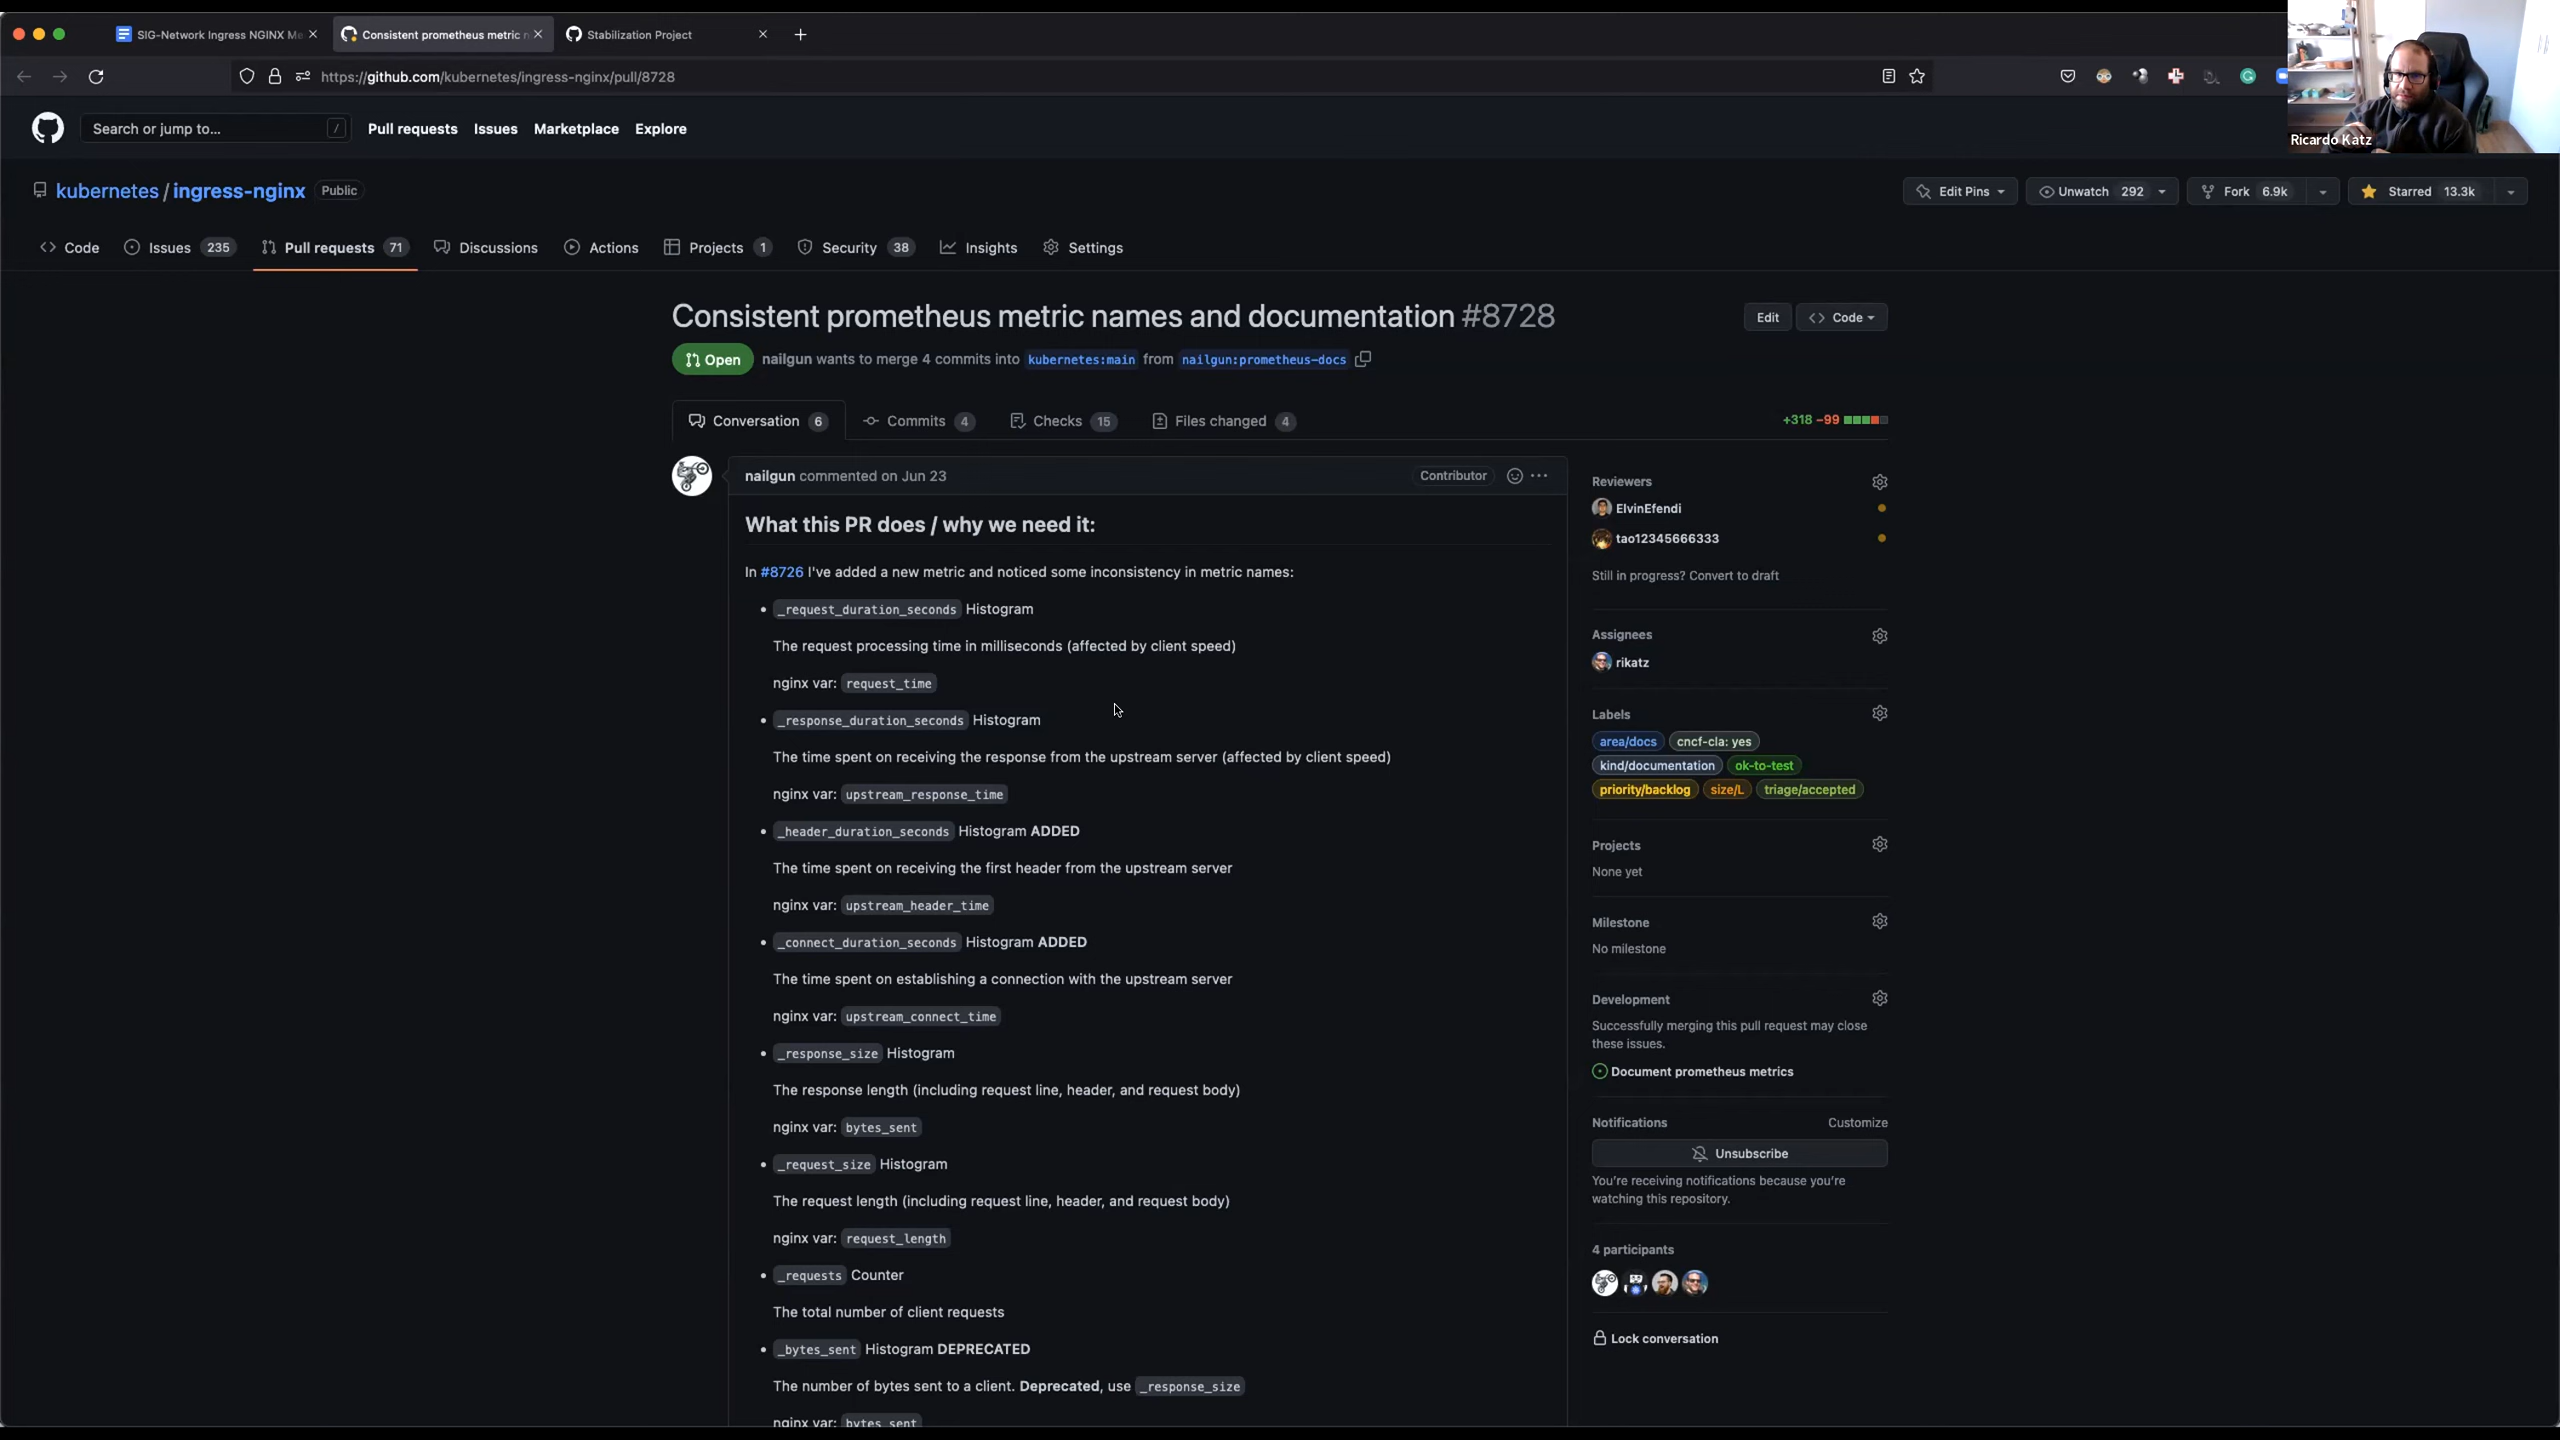 SIG-Network Ingress NGINX Me
Consistent prometheus metric n
Stabilization Project
https://github.com/kubernetes/ingress-nginx/pull/8728
Ricardo Katz
Search or jump to...
/
Pull requests
Issues
Marketplace
Explore
kubernetes / ingress-nginx
Public
Edit Pins
Unwatch 292
Fork 6.9k
Starred 13.3k
Code
Issues 235
Pull requests 71
Discussions
Actions
Projects 1
Security 38
Insights
Settings
Consistent prometheus metric names and documentation #8728
Edit
Code
Open
nailgun wants to merge 4 commits into kubernetes:main from nailgun:prometheus-docs
Conversation 6
Commits 4
Checks 15
Files changed 4
+318 −99
nailgun commented on Jun 23
Contributor
What this PR does / why we need it:
In #8726 I've added a new metric and noticed some inconsistency in metric names:
• _request_duration_seconds Histogram
The request processing time in milliseconds (affected by client speed)
nginx var: request_time
• _response_duration_seconds Histogram
The time spent on receiving the response from the upstream server (affected by client speed)
nginx var: upstream_response_time
• _header_duration_seconds Histogram ADDED
The time spent on receiving the first header from the upstream server
nginx var: upstream_header_time
• _connect_duration_seconds Histogram ADDED
The time spent on establishing a connection with the upstream server
nginx var: upstream_connect_time
• _response_size Histogram
The response length (including request line, header, and request body)
nginx var: bytes_sent
• _request_size Histogram
The request length (including request line, header, and request body)
nginx var: request_length
• _requests Counter
The total number of client requests
• _bytes_sent Histogram DEPRECATED
The number of bytes sent to a client. Deprecated, use _response_size
nginx var: bytes_sent
Reviewers
ElvinEfendi
tao12345666333
Still in progress? Convert to draft
Assignees
rikatz
Labels
area/docs cncf-cla: yes
kind/documentation ok-to-test
priority/backlog size/L triage/accepted
Projects
None yet
Milestone
No milestone
Development
Successfully merging this pull request may close
these issues.
Document prometheus metrics
Notifications
Customize
Unsubscribe
You're receiving notifications because you're
watching this repository.
4 participants
Lock conversation